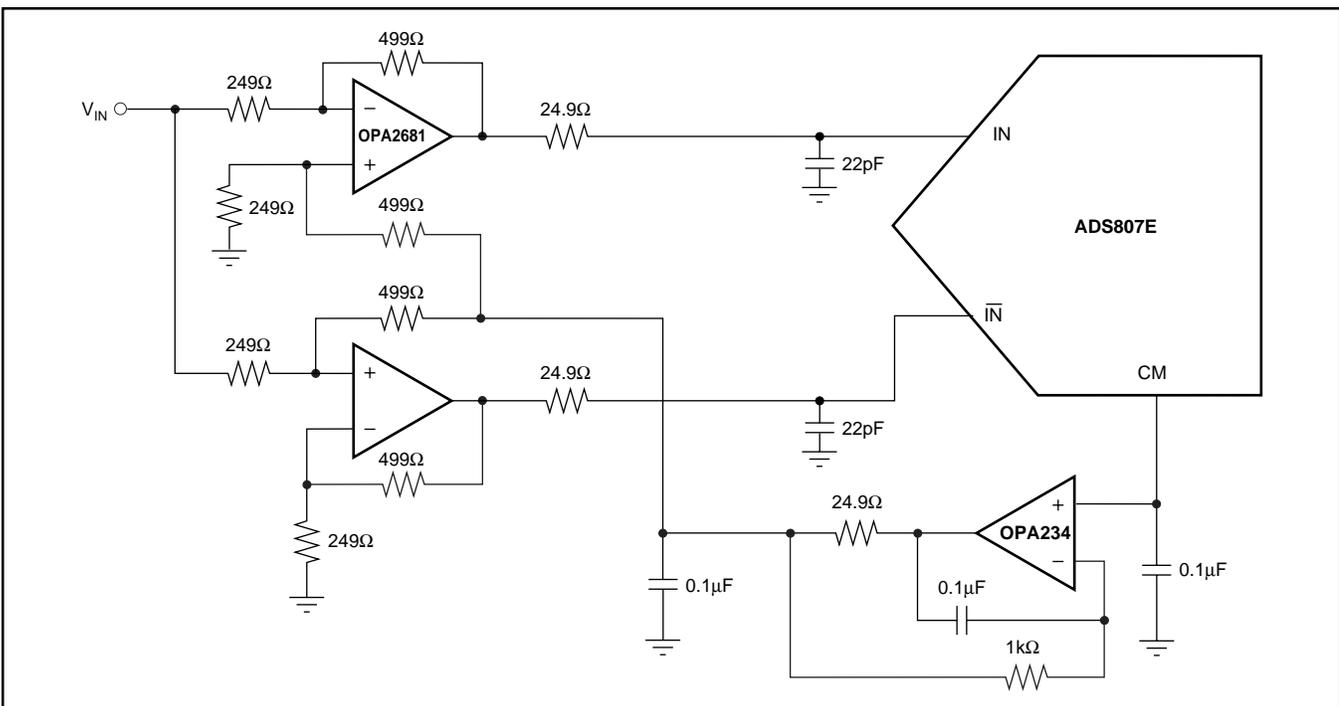 499Ω
249Ω
24.9Ω
V_IN
−
OPA2681
+
IN
22pF
249Ω
499Ω
ADS807E
499Ω
I̅N̅
249Ω
24.9Ω
+
−
CM
22pF
499Ω
24.9Ω
+
OPA234
−
249Ω
0.1µF
0.1µF
0.1µF
1kΩ